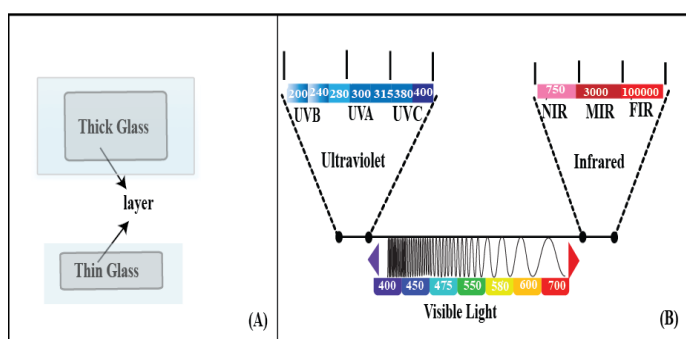 Thick Glass
layer
Thin Glass
(A)
200 240 280 300 315 380 400
UVB UVA UVC
Ultraviolet
750 3000 100000
NIR MIR FIR
Infrared
400 450 475 550 580 600 700
Visible Light
(B)